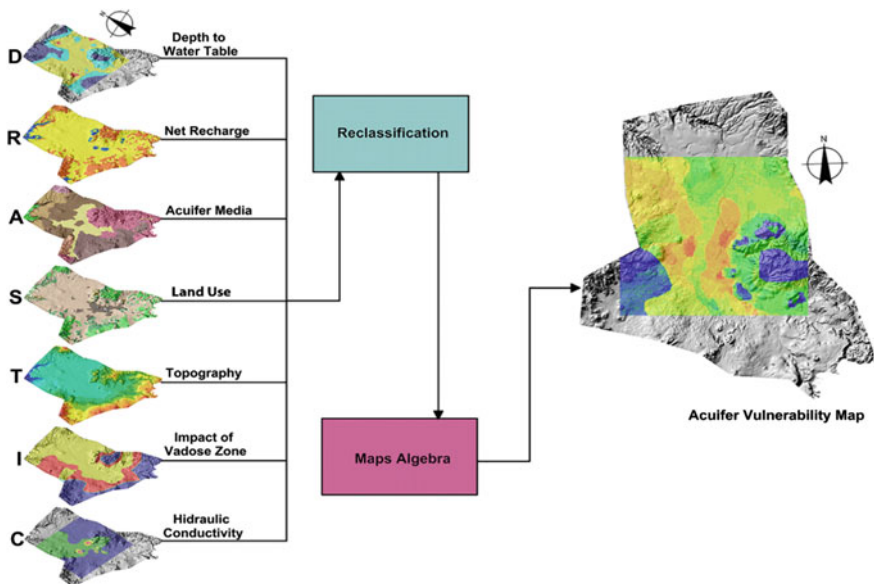 N
D
Depth to
Water Table
R
Net Recharge
A
Acuifer Media
S
Land Use
T
Topography
I
Impact of
Vadose Zone
C
Hidraulic
Conductivity
Reclassification
Maps Algebra
N
Acuifer Vulnerability Map